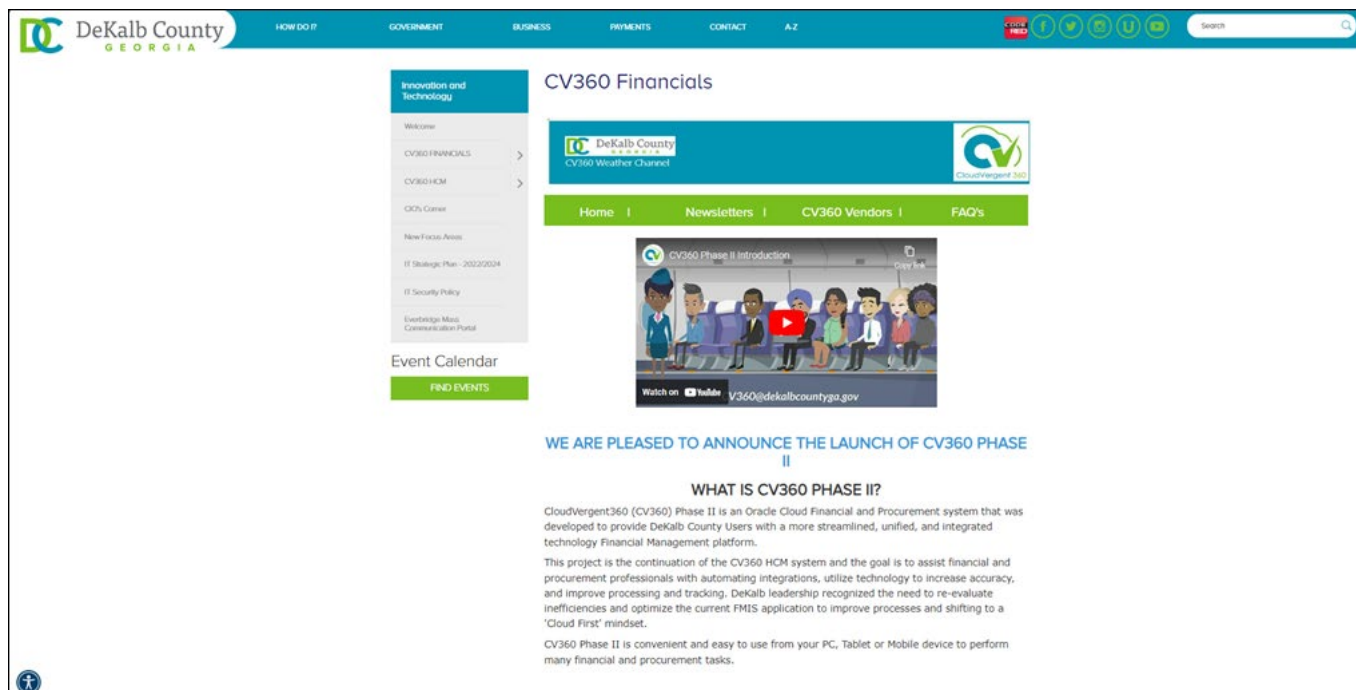 DeKalb County
GEORGIA
HOW DO I?
GOVERNMENT
BUSINESS
PAYMENTS
CONTACT
A-Z
CODE
RED
Search
Innovation and
Technology
Welcome
CV360 FINANCIALS
CV360 HCM
CIO's Corner
New Focus Areas
IT Strategic Plan - 2022/2024
IT Security Policy
Everbridge Mass
Communication Portal
Event Calendar
FIND EVENTS
CV360 Financials
DeKalb County
GEORGIA
CV360 Weather Channel
CloudVergent 360
Home |
Newsletters |
CV360 Vendors |
FAQ's
CV360 Phase II Introduction
Copy link
Watch on YouTube
V360@dekalbcountyga.gov
WE ARE PLEASED TO ANNOUNCE THE LAUNCH OF CV360 PHASE
II
WHAT IS CV360 PHASE II?
CloudVergent360 (CV360) Phase II is an Oracle Cloud Financial and Procurement system that was
developed to provide DeKalb County Users with a more streamlined, unified, and integrated
technology Financial Management platform.
This project is the continuation of the CV360 HCM system and the goal is to assist financial and
procurement professionals with automating integrations, utilize technology to increase accuracy,
and improve processing and tracking. DeKalb leadership recognized the need to re-evaluate
inefficiencies and optimize the current FMIS application to improve processes and shifting to a
'Cloud First' mindset.
CV360 Phase II is convenient and easy to use from your PC, Tablet or Mobile device to perform
many financial and procurement tasks.